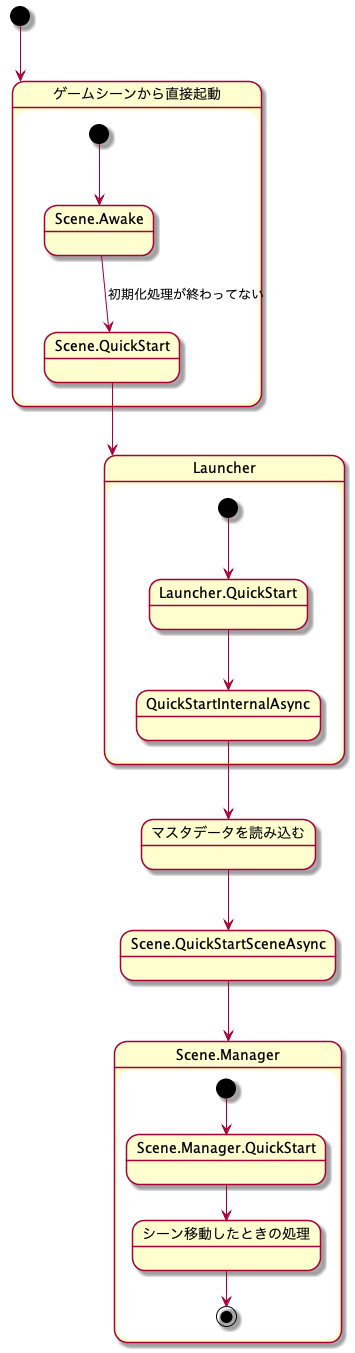 ゲームシーンから直接起動
Scene.Awake
初期化処理が終わってない
Scene.QuickStart
Launcher
Launcher.QuickStart
QuickStartInternalAsync
マスタデータを読み込む
Scene.QuickStartSceneAsync
Scene.Manager
Scene.Manager.QuickStart
シーン移動したときの処理